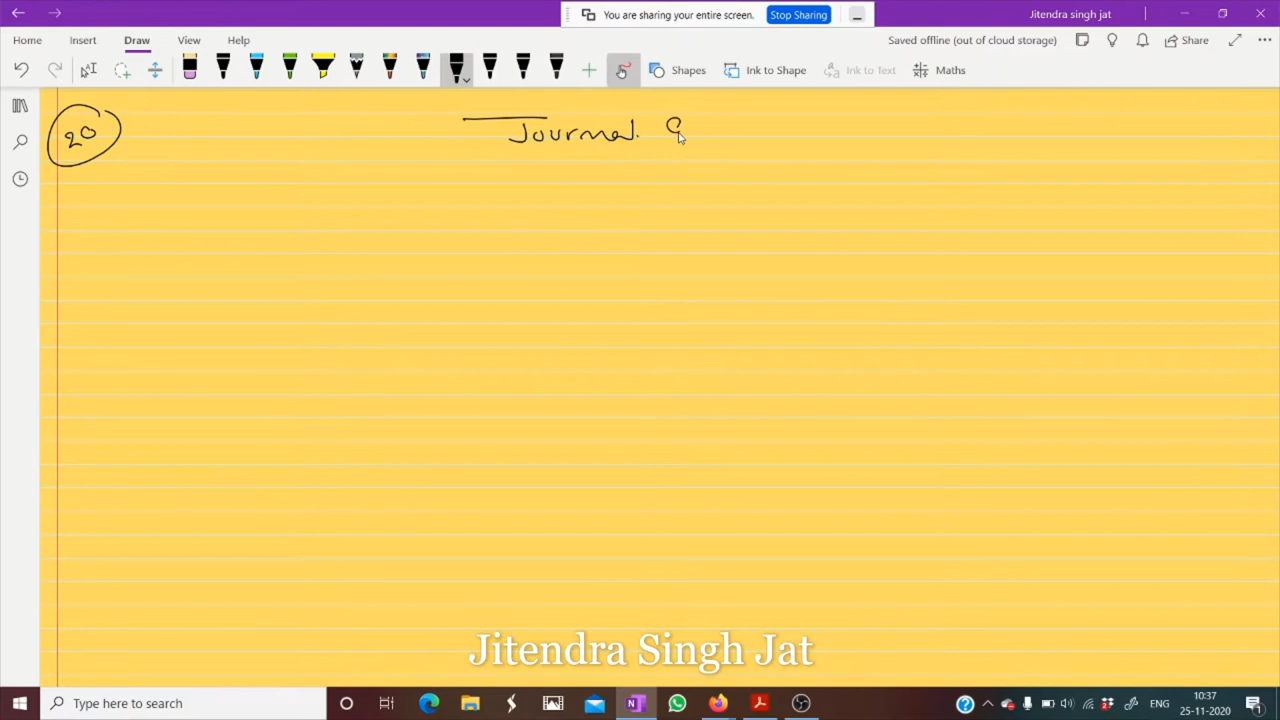 You are sharing your entire screen. Stop Sharing
Jitendra singh jat
Home Insert Draw View Help
Saved offline (out of cloud storage) Share
Shapes Ink to Shape Ink to Text Maths
20
Journal.
Jitendra Singh Jat
Type here to search
ENG
10:37
25-11-2020
1